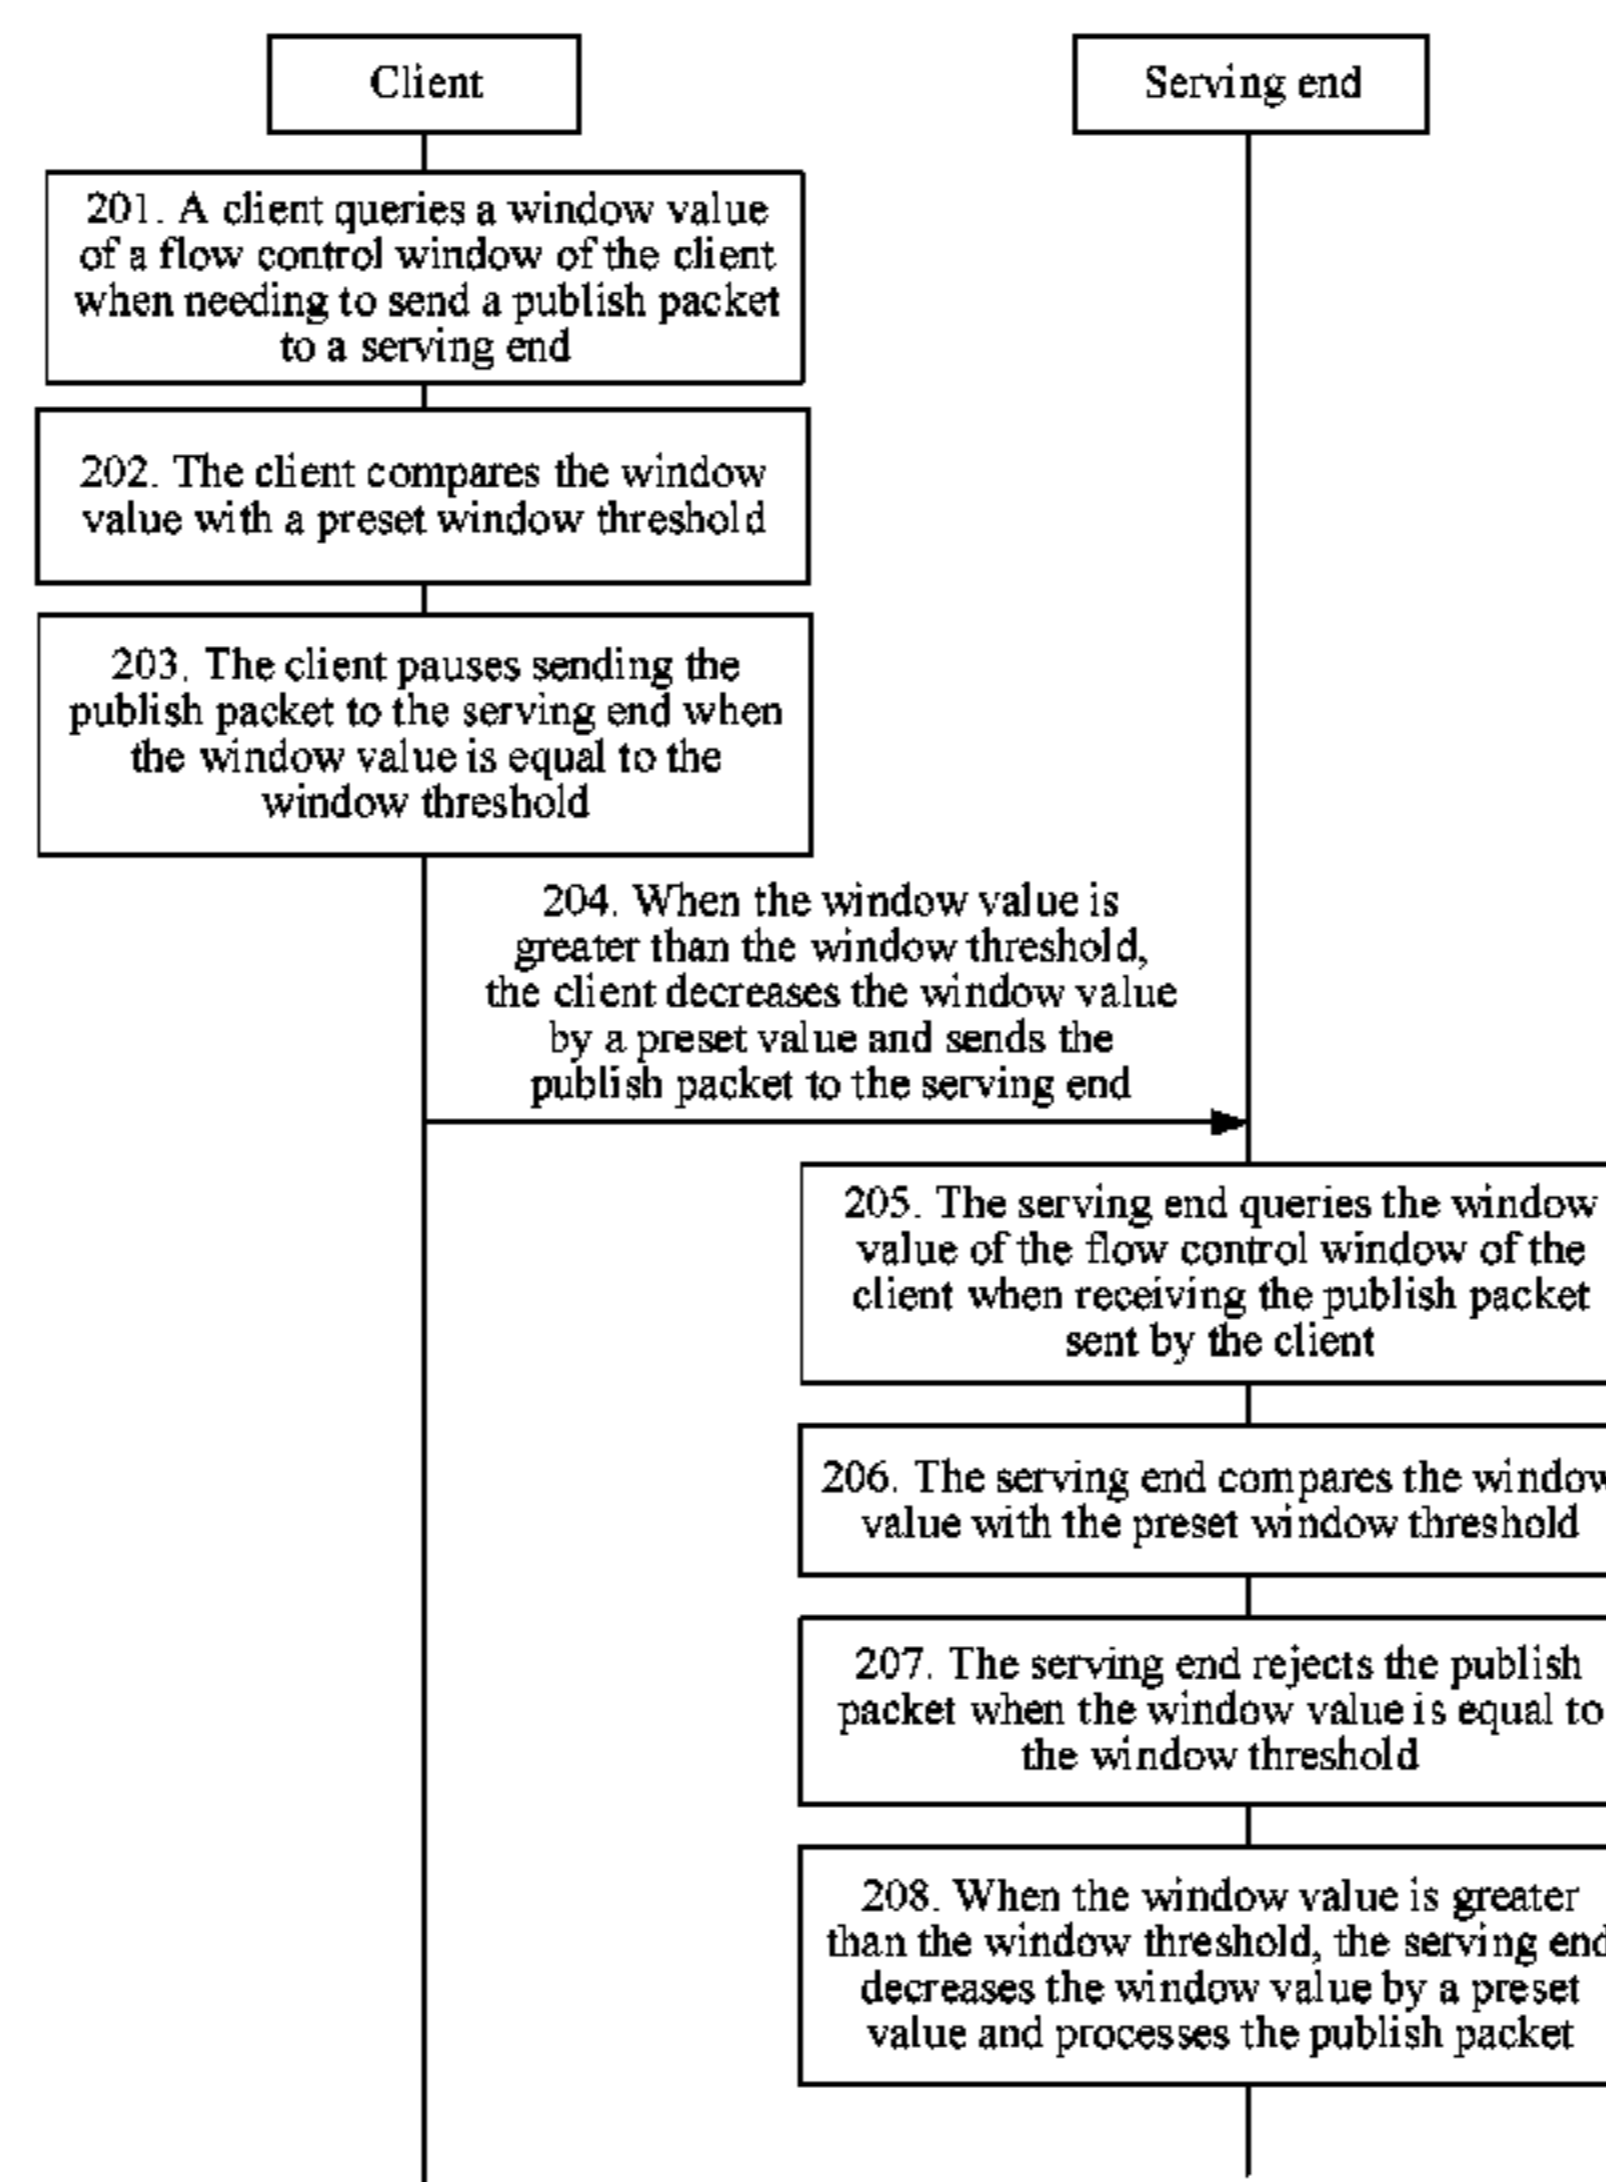 Client
Serving end
201. A client queries a window value
of a flow control window of the client
when needing to send a publish packet
to a serving end
202. The client compares the window
value with a preset window threshold
203. The client pauses sending the
publish packet to the serving end when
the window value is equal to the
window threshold
204. When the window value is
greater than the window threshold,
the client decreases the window value
by a preset value and sends the
publish packet to the serving end
205. The serving end queries the window
value of the flow control window of the
client when receiving the publish packet
sent by the client
206. The serving end compares the window
value with the preset window threshold
207. The serving end rejects the publish
packet when the window value is equal to
the window threshold
208. When the window value is greater
than the window threshold, the serving end
decreases the window value by a preset
value and processes the publish packet